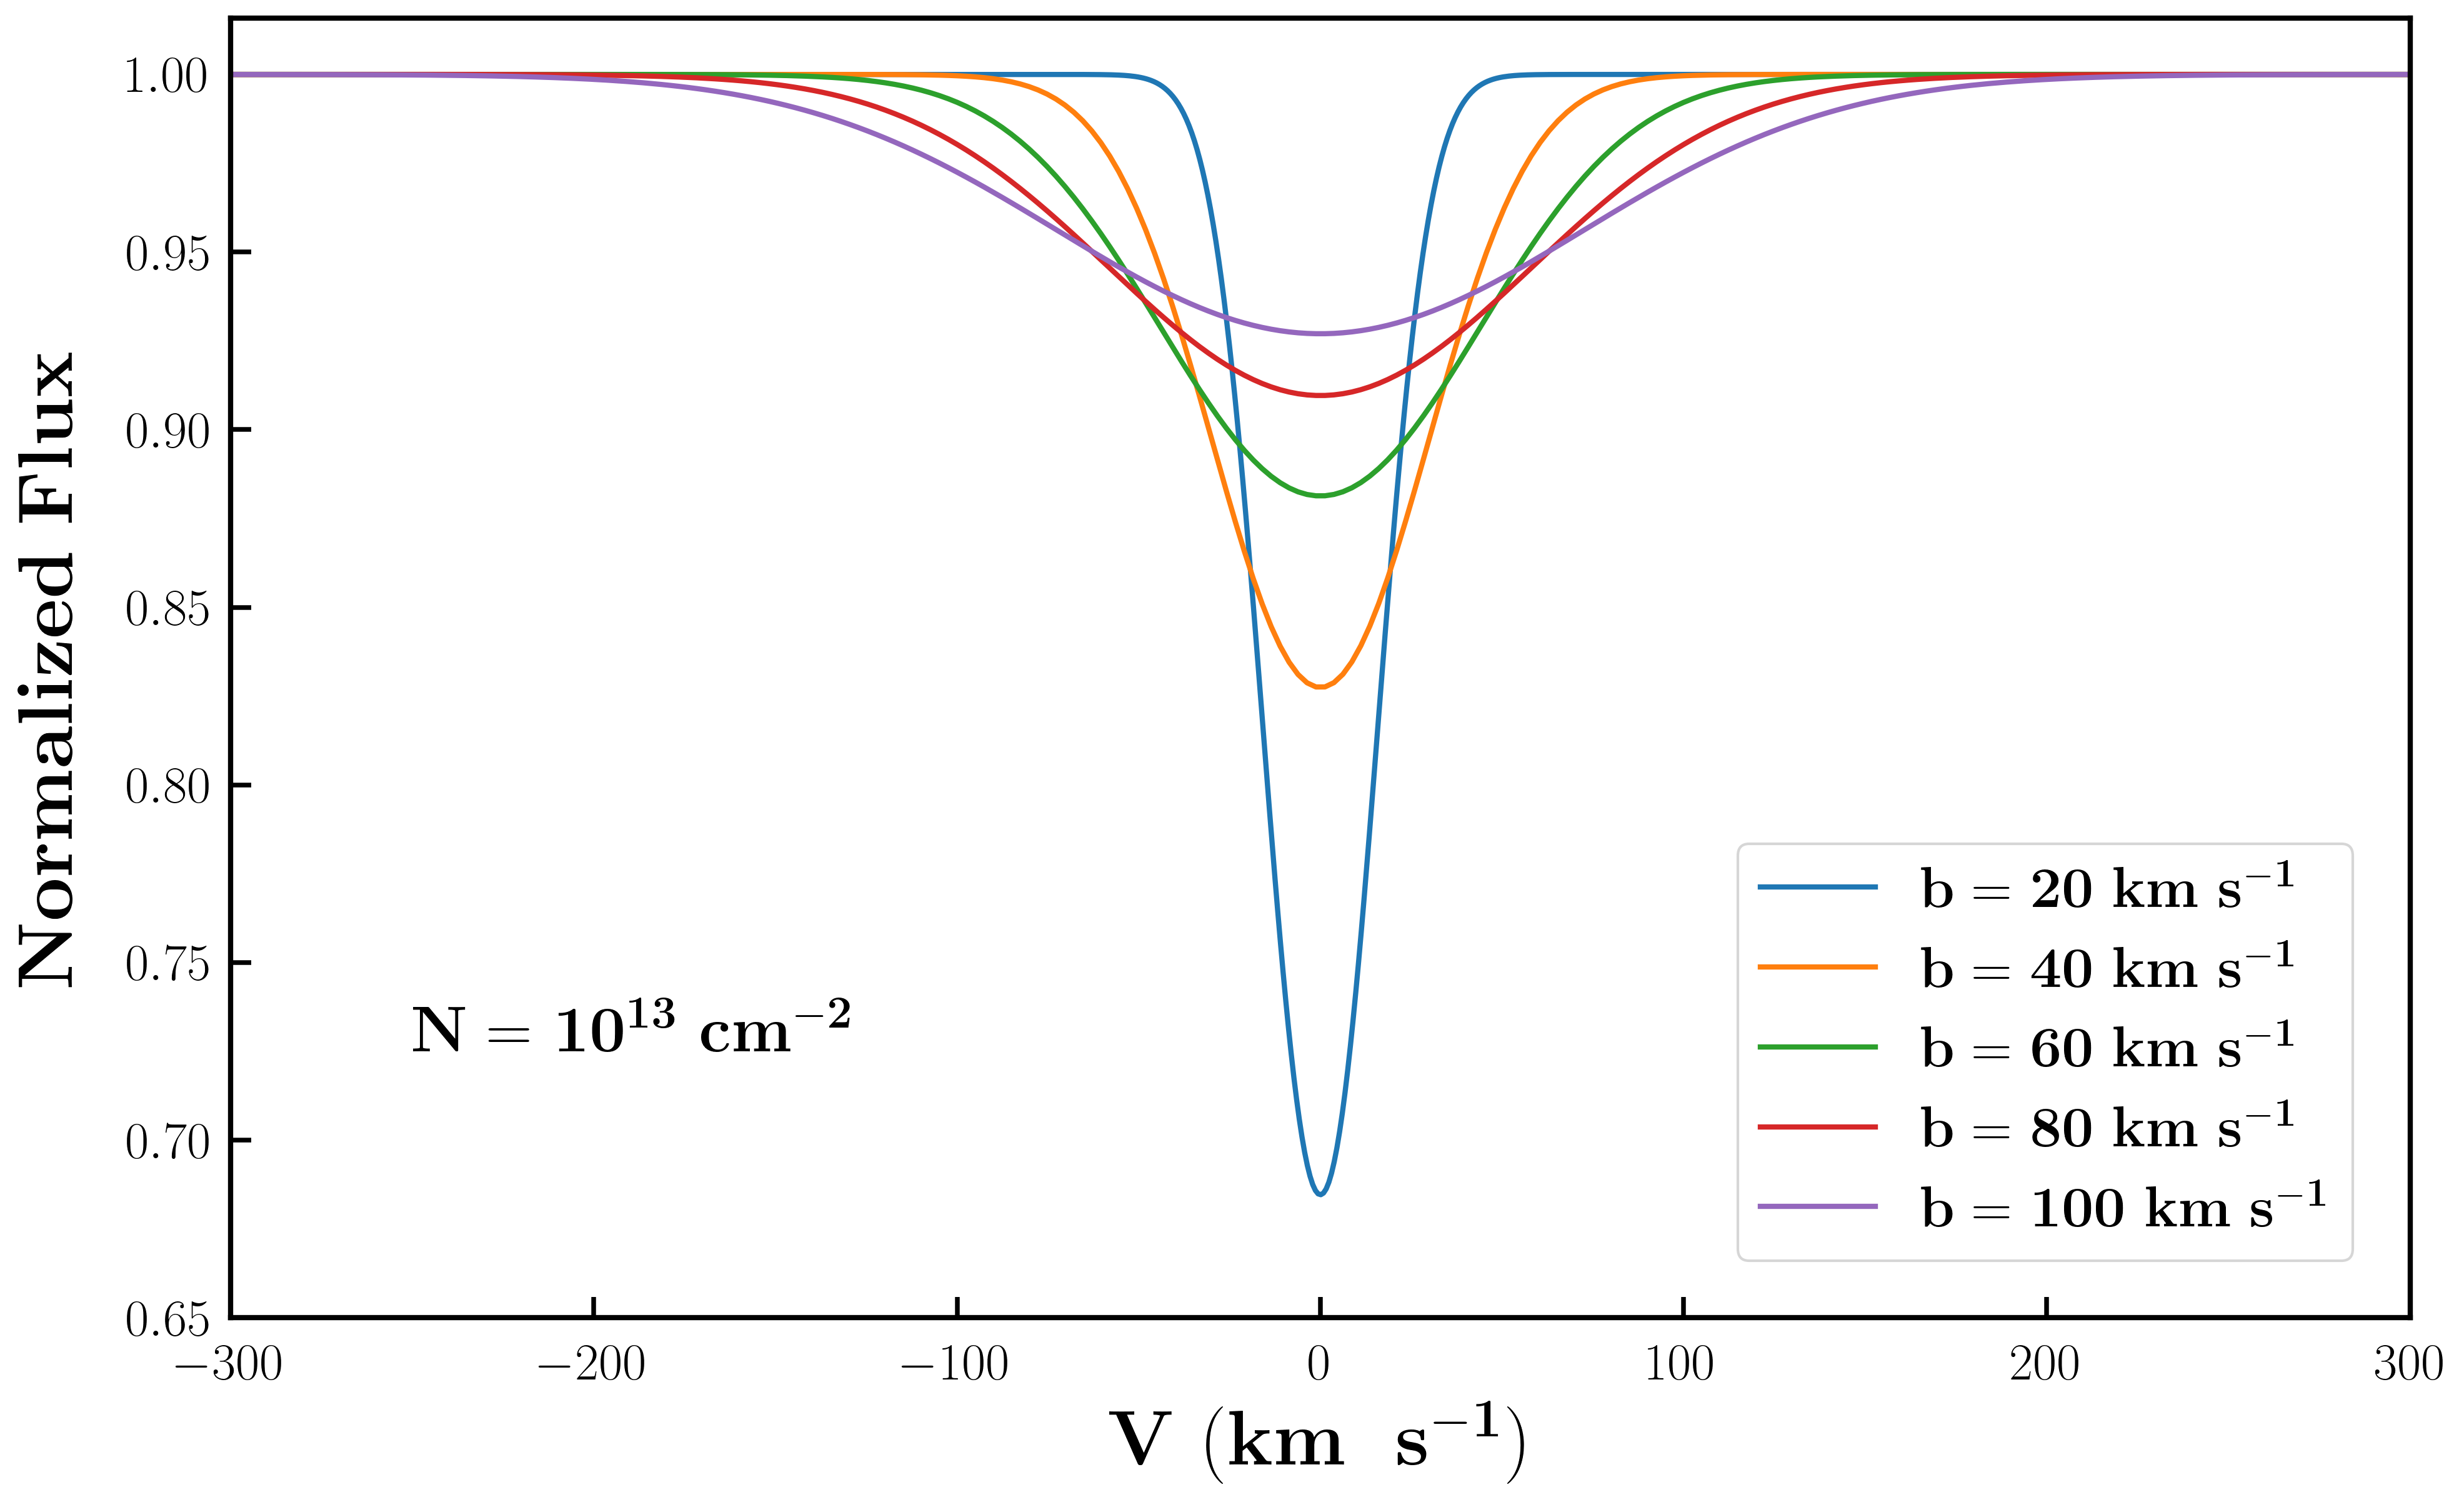 Normalized Flux
1.00
0.95
0.90
0.85
0.80
0.75
0.70
0.65
N = 10¹³ cm⁻²
b = 20 km s⁻¹
b = 40 km s⁻¹
b = 60 km s⁻¹
b = 80 km s⁻¹
b = 100 km s⁻¹
−300 −200 −100 0 100 200 300
V (km s⁻¹)